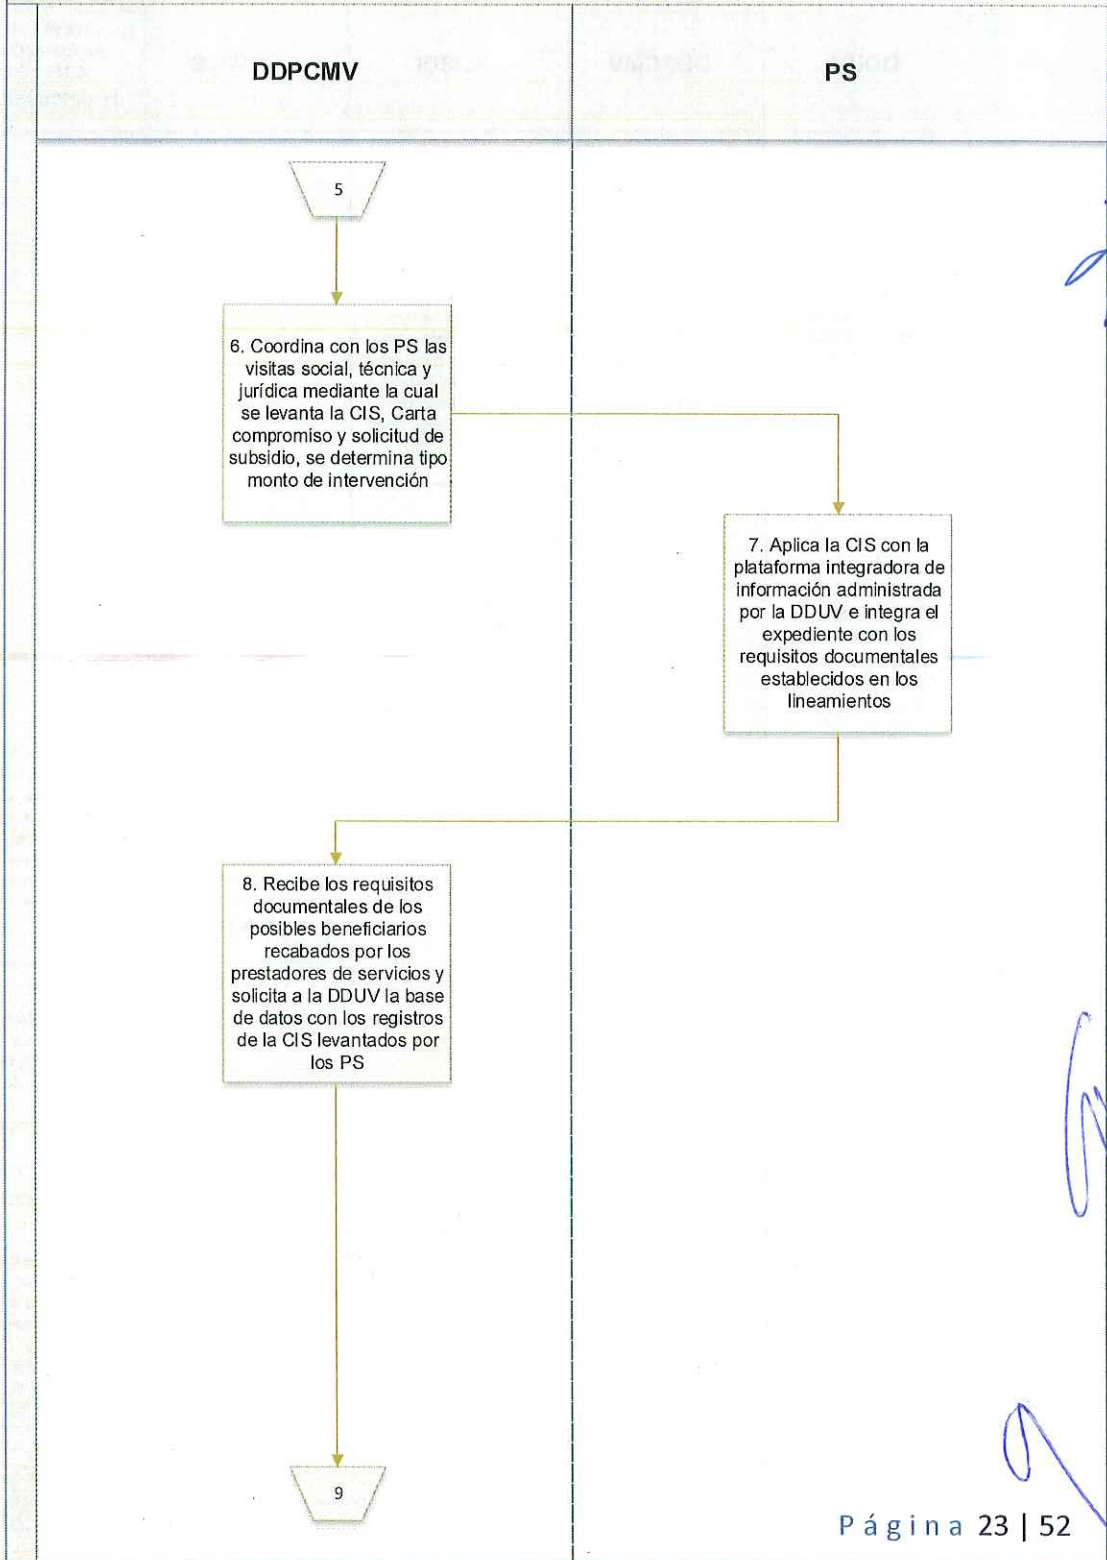 DDPCMV
PS
5
6. Coordina con los PS las
visitas social, técnica y
jurídica mediante la cual
se levanta la CIS, Carta
compromiso y solicitud de
subsidio, se determina tipo
monto de intervención
7. Aplica la CIS con la
plataforma integradora de
información administrada
por la DDUV e integra el
expediente con los
requisitos documentales
establecidos en los
lineamientos
8. Recibe los requisitos
documentales de los
posibles beneficiarios
recabados por los
prestadores de servicios y
solicita a la DDUV la base
de datos con los registros
de la CIS levantados por
los PS
9
Página 23 | 52